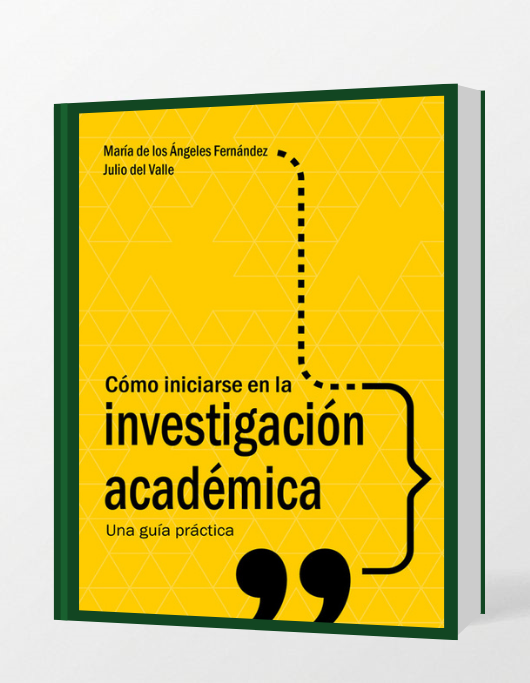 María de los Ángeles Fernández
Julio del Valle
Cómo iniciarse en la
investigación
académica
Una guía práctica